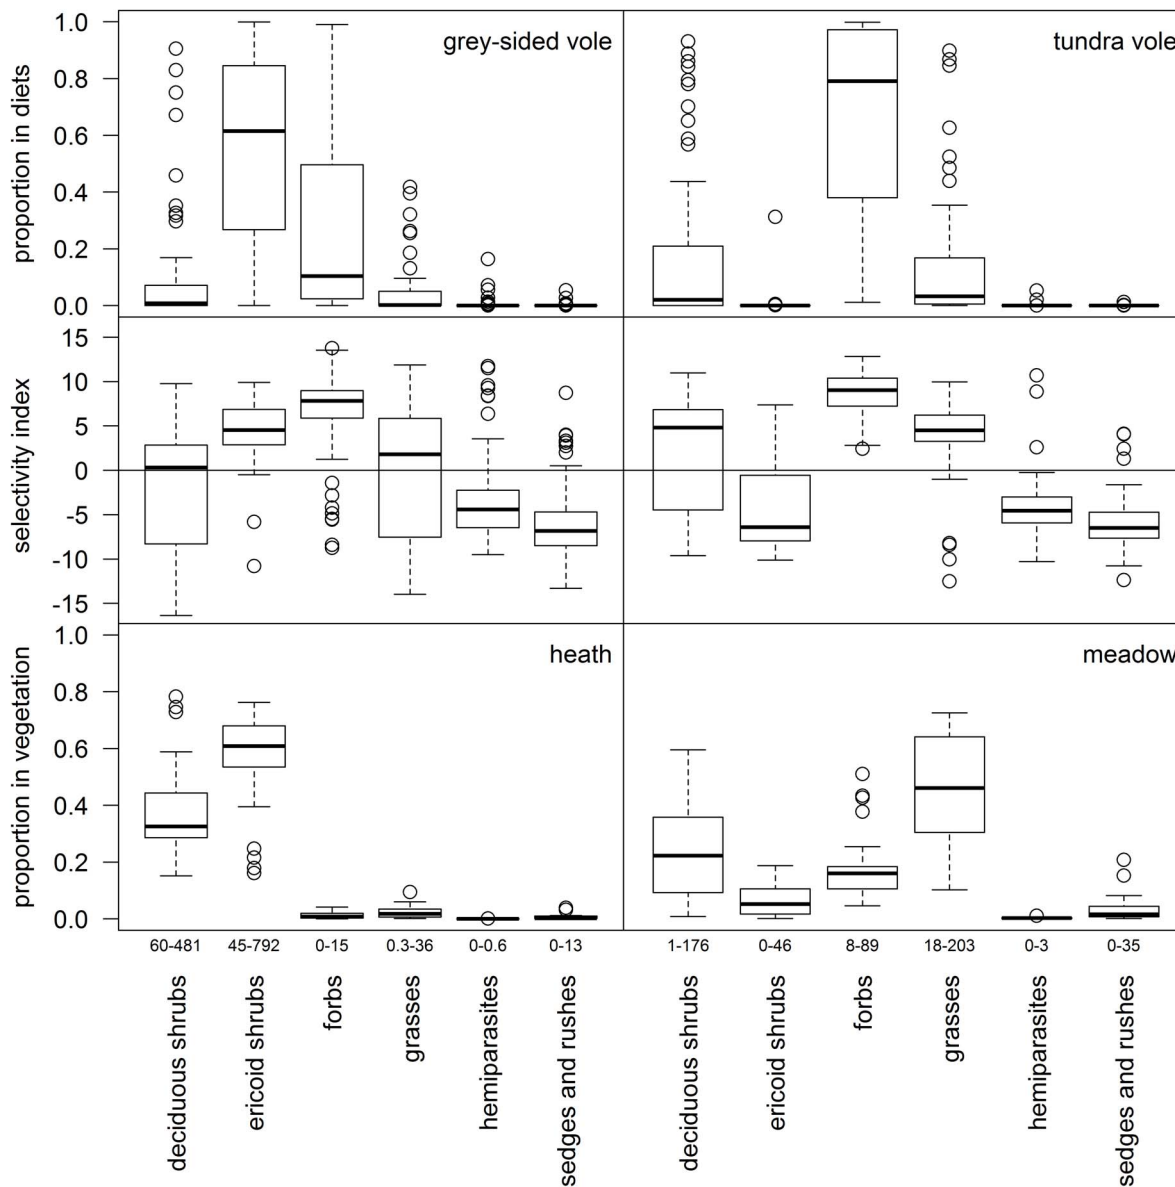 grey-sided vole
tundra vole
proportion in diets
1.0
0.8
0.6
0.4
0.2
0.0
selectivity index
15
10
5
0
-5
-10
-15
heath
meadow
proportion in vegetation
1.0
0.8
0.6
0.4
0.2
0.0
60-481 45-792 0-15 0.3-36 0-0.6 0-13 1-176 0-46 8-89 18-203 0-3 0-35
deciduous shrubs
ericoid shrubs
forbs
grasses
hemiparasites
sedges and rushes
deciduous shrubs
ericoid shrubs
forbs
grasses
hemiparasites
sedges and rushes